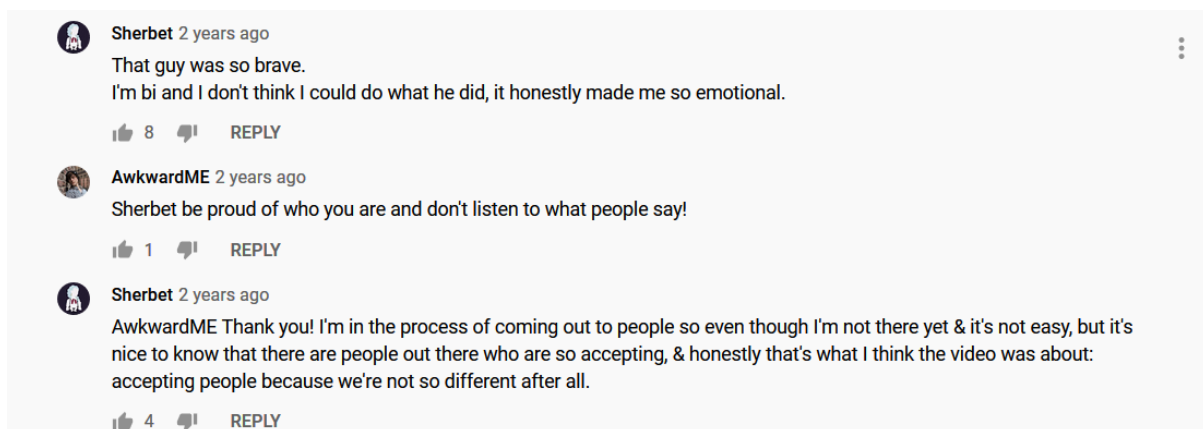 Sherbet 2 years ago
That guy was so brave.
I'm bi and I don't think I could do what he did, it honestly made me so emotional.
8 REPLY
AwkwardME 2 years ago
Sherbet be proud of who you are and don't listen to what people say!
1 REPLY
Sherbet 2 years ago
AwkwardME Thank you! I'm in the process of coming out to people so even though I'm not there yet & it's not easy, but it's
nice to know that there are people out there who are so accepting, & honestly that's what I think the video was about:
accepting people because we're not so different after all.
4 REPLY